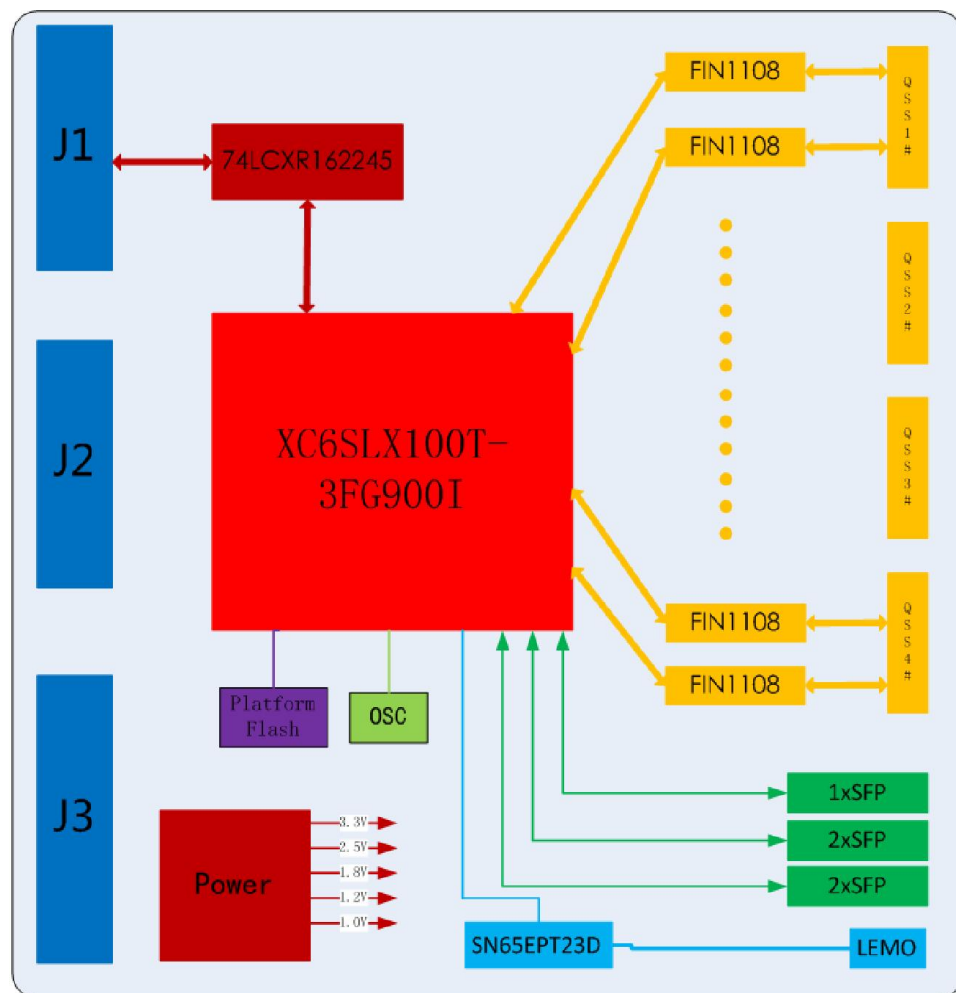 J1
74LCXR162245
FIN1108
FIN1108
QSS1#
QSS2#
J2
XC6SLX100T-
3FG900I
QSS3#
FIN1108
FIN1108
QSS4#
Platform
Flash
OSC
J3
Power
3.3V
2.5V
1.8V
1.2V
1.0V
1xSFP
2xSFP
2xSFP
SN65EPT23D
LEMO